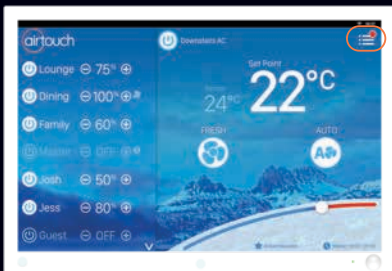 airtouch
Downstairs AC
Lounge 75%
Dining 100%
Family 60%
Master OFF
Josh 50%
Jess 80%
Guest OFF
Set Point
22°C
24°C
FRESH
AUTO